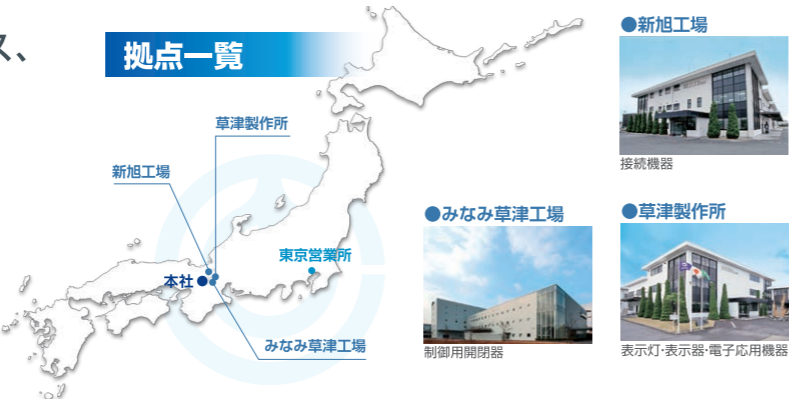 ス、
拠点一覧
草津製作所
新旭工場
東京営業所
本社
みなみ草津工場
●新旭工場
接続機器
●みなみ草津工場
制御用開閉器
●草津製作所
表示灯・表示器・電子応用機器